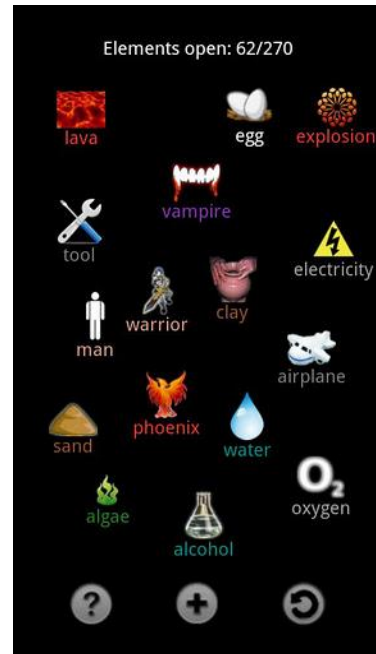 Elements open: 62/270
lava
egg
explosion
vampire
tool
electricity
clay
warrior
man
airplane
phoenix
sand
water
O2
oxygen
algae
alcohol
?
+